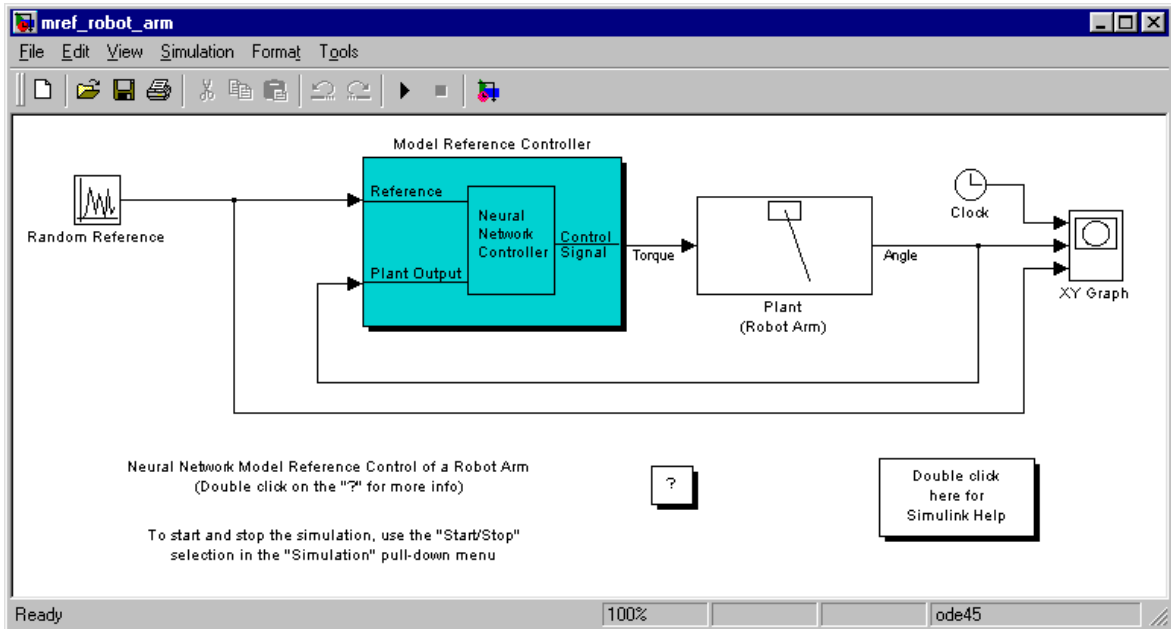 mref_robot_arm
File Edit View Simulation Format Tools
Model Reference Controller
Reference
Neural
Network
Controller
Control
Signal
Plant Output
Random Reference
Torque
Plant
(Robot Arm)
Angle
Clock
XY Graph
Neural Network Model Reference Control of a Robot Arm
(Double click on the "?" for more info)
To start and stop the simulation, use the "Start/Stop"
selection in the "Simulation" pull-down menu
?
Double click
here for
Simulink Help
Ready 100% ode45